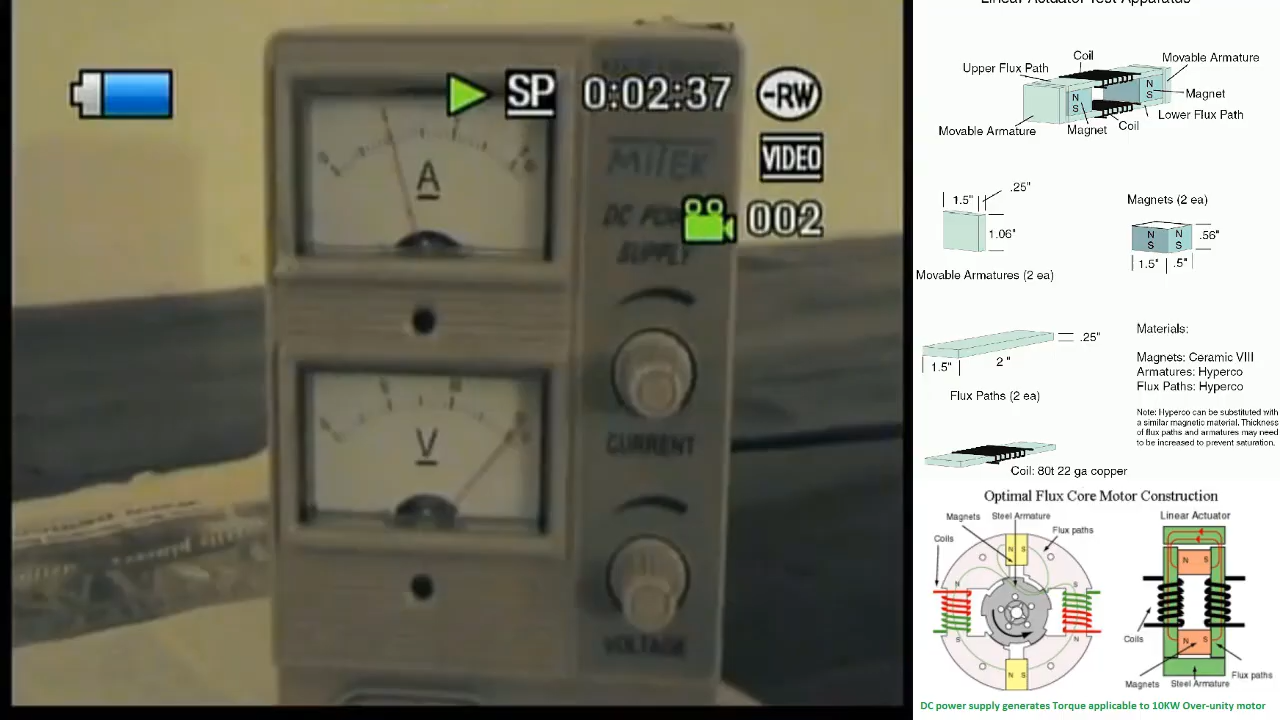 SP 0:02:37 -RW
VIDEO
002
A
MITEK
DC POWER
SUPPLY
V
CURRENT
VOLTAGE
Linear Actuator Test Apparatus
Coil
Upper Flux Path
Movable Armature
N
S
N
S
Magnet
Lower Flux Path
Movable Armature
Magnet
Coil
1.5"
.25"
1.06"
Movable Armatures (2 ea)
Magnets (2 ea)
N N
S S
.56"
1.5" .5"
.25"
1.5"
2 "
Flux Paths (2 ea)
Materials:
Magnets: Ceramic VIII
Armatures: Hyperco
Flux Paths: Hyperco
Note: Hyperco can be substituted with
a similar magnetic material. Thickness
of flux paths and armatures may need
to be increased to prevent saturation.
Coil: 80t 22 ga copper
Optimal Flux Core Motor Construction
Magnets
Steel Armature
Flux paths
Coils
N S
N
S
S
N
N S
Linear Actuator
N S
N S
Coils
Magnets
Steel Armature
Flux paths
DC power supply generates Torque applicable to 10KW Over-unity motor